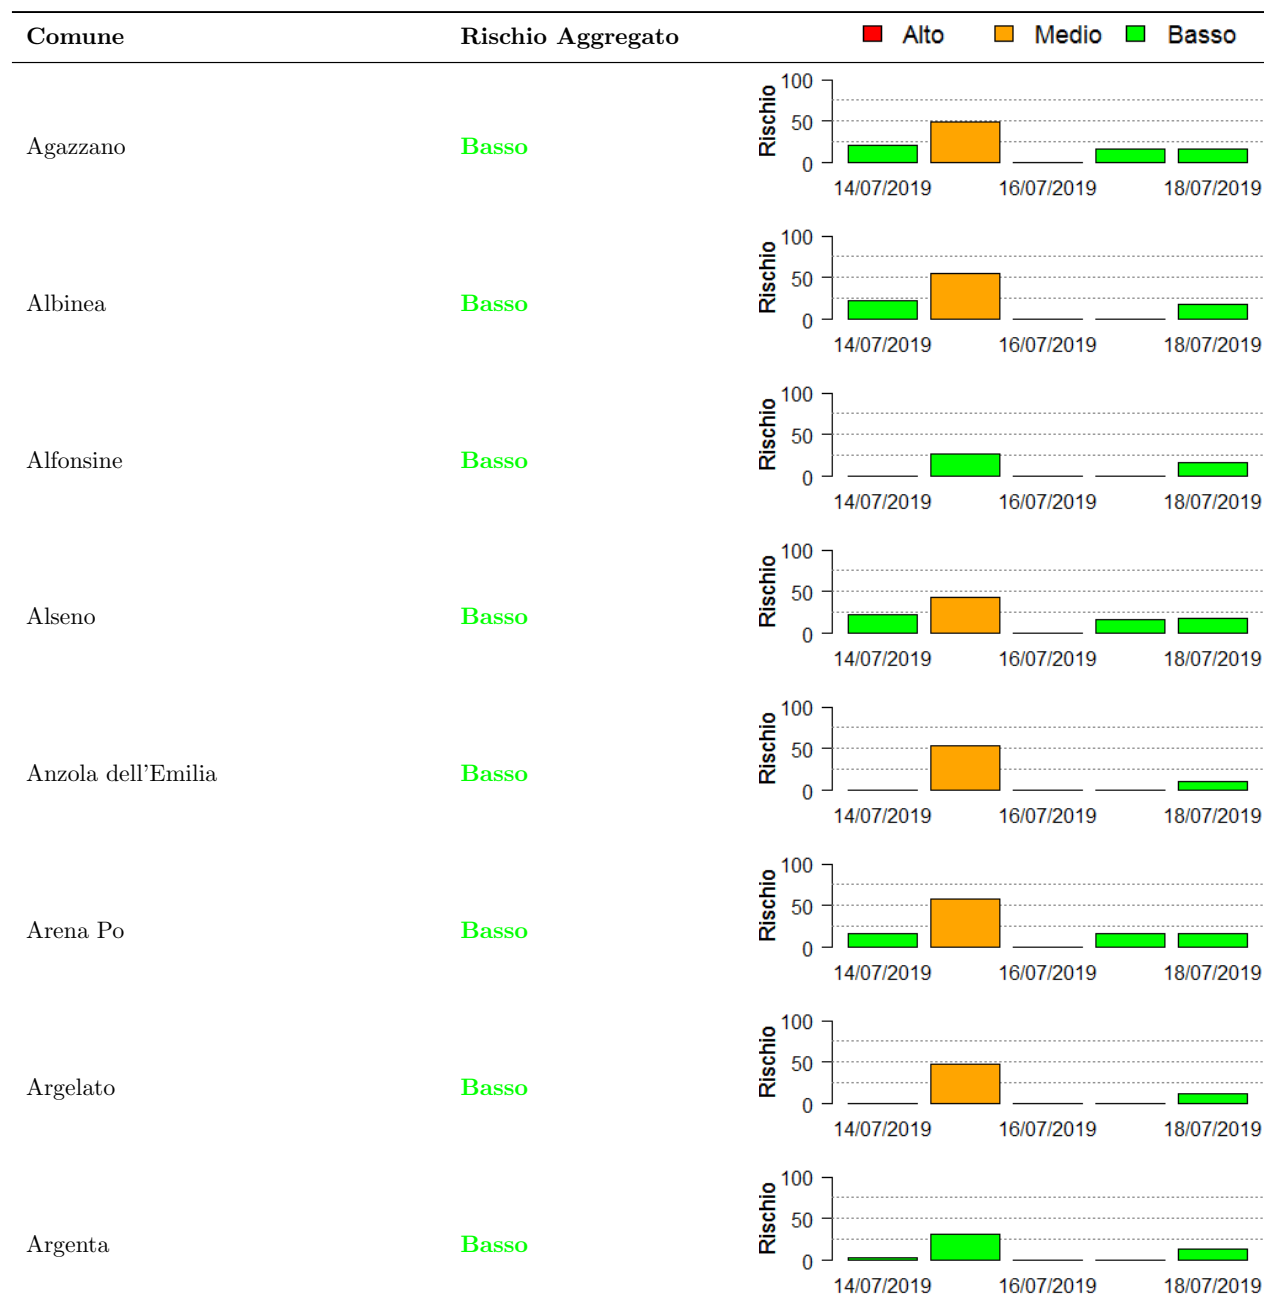 Comune Rischio Aggregato Alto Medio Basso
Rischio
100
50
0
Agazzano Basso
14/07/2019 16/07/2019 18/07/2019
Rischio
100
50
0
Albinea Basso
14/07/2019 16/07/2019 18/07/2019
Rischio
100
50
0
Alfonsine Basso
14/07/2019 16/07/2019 18/07/2019
Rischio
100
50
0
Alseno Basso
14/07/2019 16/07/2019 18/07/2019
Rischio
100
50
0
Anzola dell'Emilia Basso
14/07/2019 16/07/2019 18/07/2019
Rischio
100
50
0
Arena Po Basso
14/07/2019 16/07/2019 18/07/2019
Rischio
100
50
0
Argelato Basso
14/07/2019 16/07/2019 18/07/2019
Rischio
100
50
0
Argenta Basso
14/07/2019 16/07/2019 18/07/2019